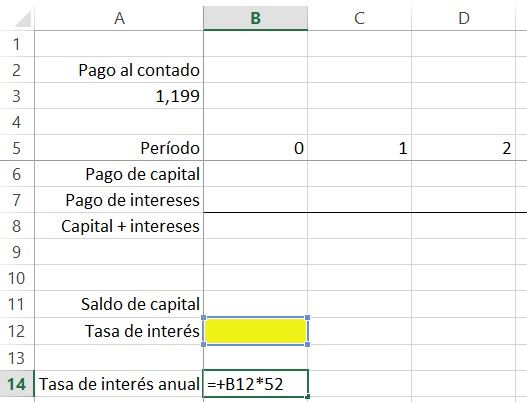 A B C D
1
2 Pago al contado
3 1,199
4
5 Período 0 1 2
6 Pago de capital
7 Pago de intereses
8 Capital + intereses
9
10
11 Saldo de capital
12 Tasa de interés
13
14 Tasa de interés anual =+B12*52